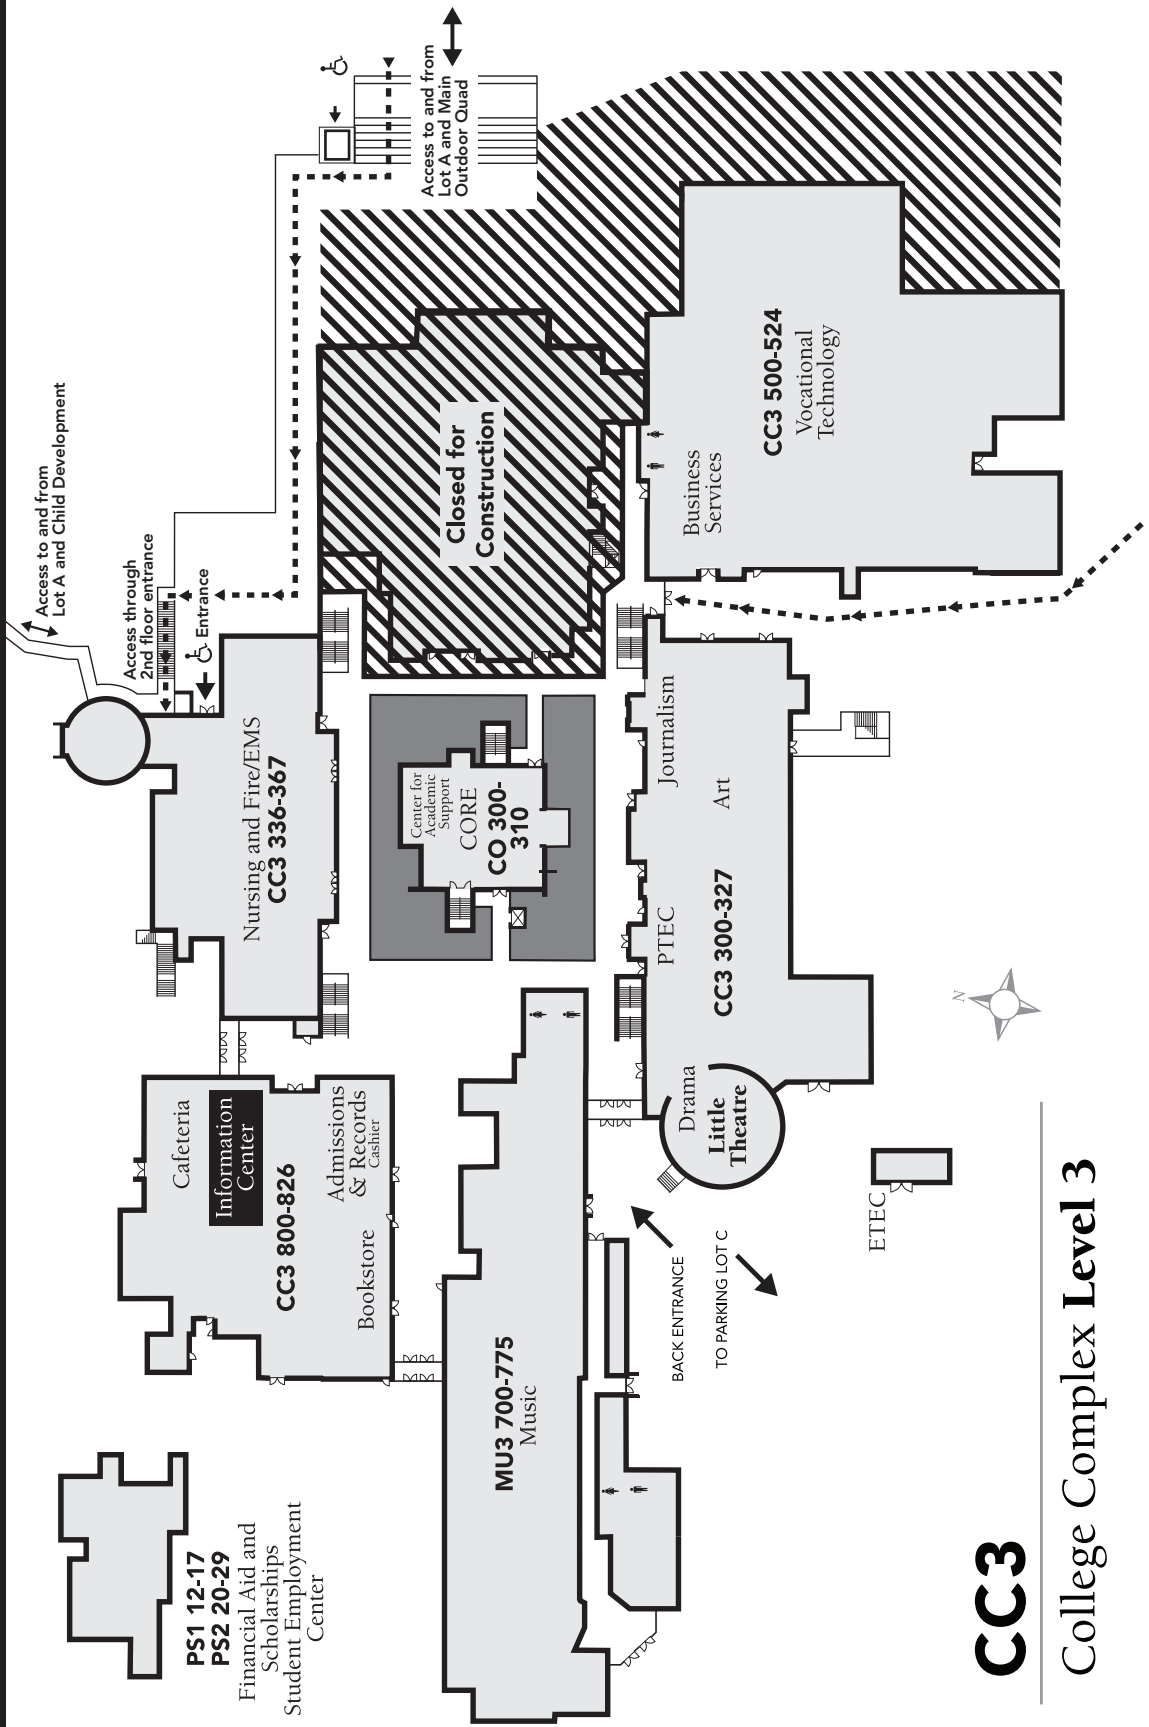 Access to and from
Lot A and Child Development
Access through
2nd floor entrance
Entrance
Access to and from
Lot A and Main
Outdoor Quad
PS1 12-17
PS2 20-29
Financial Aid and
Scholarships
Student Employment
Center
Cafeteria
Information
Center
CC3 800-826
Admissions
& Records
Cashier
Bookstore
Nursing and Fire/EMS
CC3 336-367
Closed for
Construction
Center for
Academic
Support
CORE
CO 300-
310
MU3 700-775
Music
PTEC
Journalism
Art
CC3 300-327
Drama
Little
Theatre
Business
Services
CC3 500-524
Vocational
Technology
BACK ENTRANCE
TO PARKING LOT C
ETEC
N
CC3
College Complex Level 3